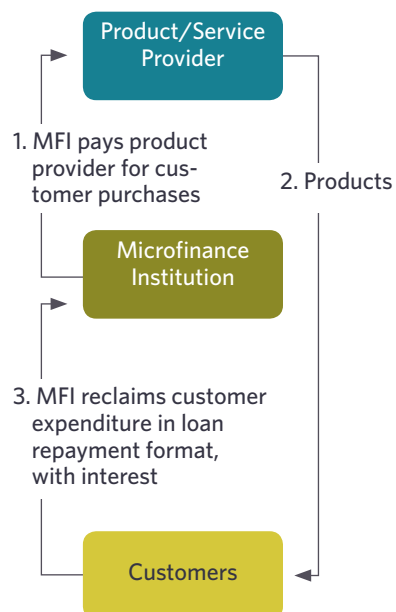 Product/Service
Provider
1. MFI pays product
provider for cus-
tomer purchases
2. Products
Microfinance
Institution
3. MFI reclaims customer
expenditure in loan
repayment format,
with interest
Customers